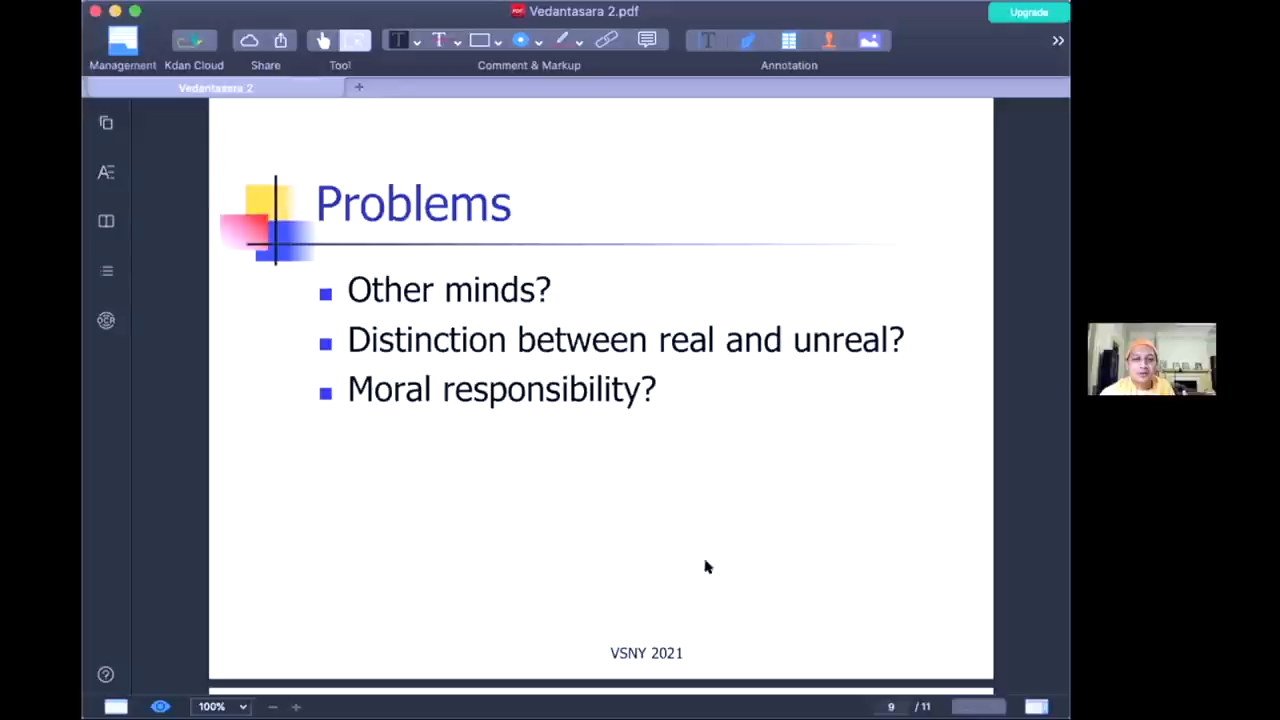 Vedantasara 2.pdf
Upgrade
Management
Kdan Cloud
Share
Tool
Comment & Markup
Annotation
Vedantasara 2
Problems
Other minds?
Distinction between real and unreal?
Moral responsibility?
VSNY 2021
OCR
100%
9 / 11